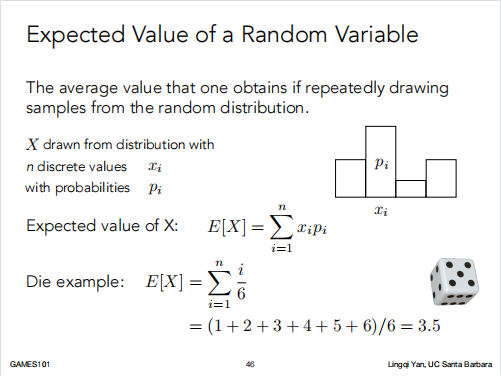 Expected Value of a Random Variable
The average value that one obtains if repeatedly drawing
samples from the random distribution.
X drawn from distribution with
n discrete values x_i
with probabilities p_i
p_i
x_i
Expected value of X: E[X] = \sum_{i=1}^{n} x_i p_i
Die example: E[X] = \sum_{i=1}^{n} \frac{i}{6}
= (1 + 2 + 3 + 4 + 5 + 6)/6 = 3.5
GAMES101 46 Lingqi Yan, UC Santa Barbara